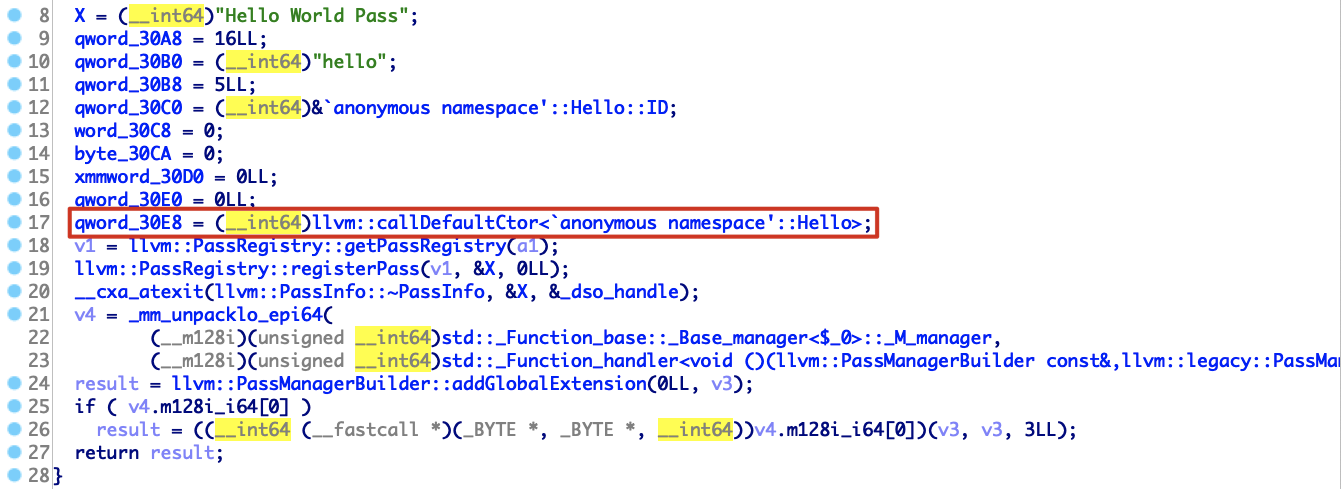 8 X = (__int64)"Hello World Pass";
9 qword_30A8 = 16LL;
10 qword_30B0 = (__int64)"hello";
11 qword_30B8 = 5LL;
12 qword_30C0 = (__int64)&`anonymous namespace'::Hello::ID;
13 word_30C8 = 0;
14 byte_30CA = 0;
15 xmmword_30D0 = 0LL;
16 qword_30E0 = 0LL;
17 qword_30E8 = (__int64)llvm::callDefaultCtor<`anonymous namespace'::Hello>;
18 v1 = llvm::PassRegistry::getPassRegistry(a1);
19 llvm::PassRegistry::registerPass(v1, &X, 0LL);
20 __cxa_atexit(llvm::PassInfo::~PassInfo, &X, &_dso_handle);
21 v4 = _mm_unpacklo_epi64(
22 (__m128i)(unsigned __int64)std::_Function_base::_Base_manager<$_0>::_M_manager,
23 (__m128i)(unsigned __int64)std::_Function_handler<void ()(llvm::PassManagerBuilder const&,llvm::legacy::PassMa
24 result = llvm::PassManagerBuilder::addGlobalExtension(0LL, v3);
25 if ( v4.m128i_i64[0] )
26 result = ((__int64 (__fastcall *)(_BYTE *, _BYTE *, __int64))v4.m128i_i64[0])(v3, v3, 3LL);
27 return result;
28 }